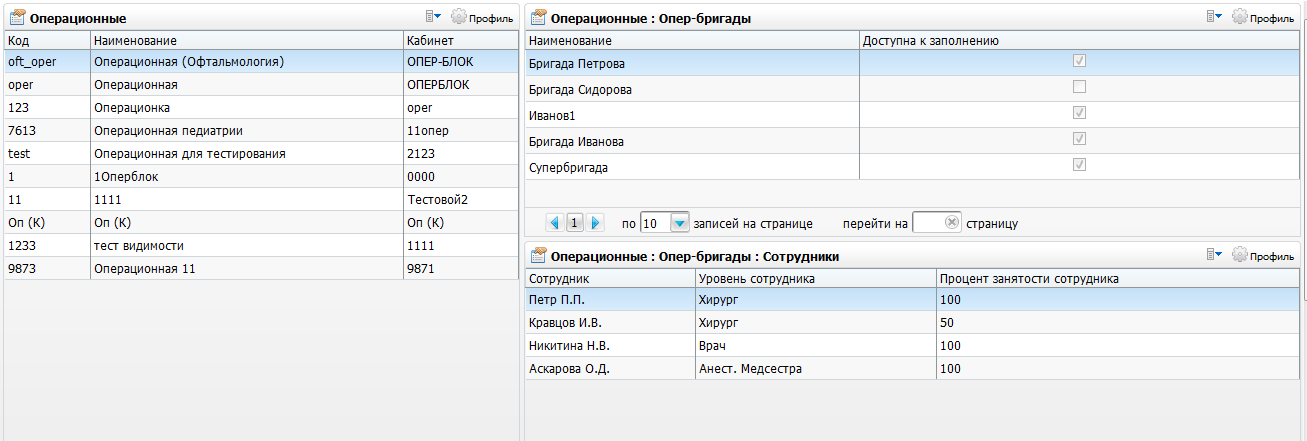 Операционные
Профиль
Код Наименование Кабинет
oft_oper Операционная (Офтальмология) ОПЕР-БЛОК
oper Операционная ОПЕРБЛОК
123 Операционка oper
7613 Операционная педиатрии 11опер
test Операционная для тестирования 2123
1 1Оперблок 0000
11 1111 Тестовой2
Оп (К) Оп (К) Оп (К)
1233 тест видимости 1111
9873 Операционная 11 9871
Операционные : Опер-бригады
Профиль
Наименование Доступна к заполнению
Бригада Петрова
Бригада Сидорова
Иванов1
Бригада Иванова
Супербригада
1 по 10 записей на странице перейти на страницу
Операционные : Опер-бригады : Сотрудники
Профиль
Сотрудник Уровень сотрудника Процент занятости сотрудника
Петр П.П. Хирург 100
Кравцов И.В. Хирург 50
Никитина Н.В. Врач 100
Аскарова О.Д. Анест. Медсестра 100